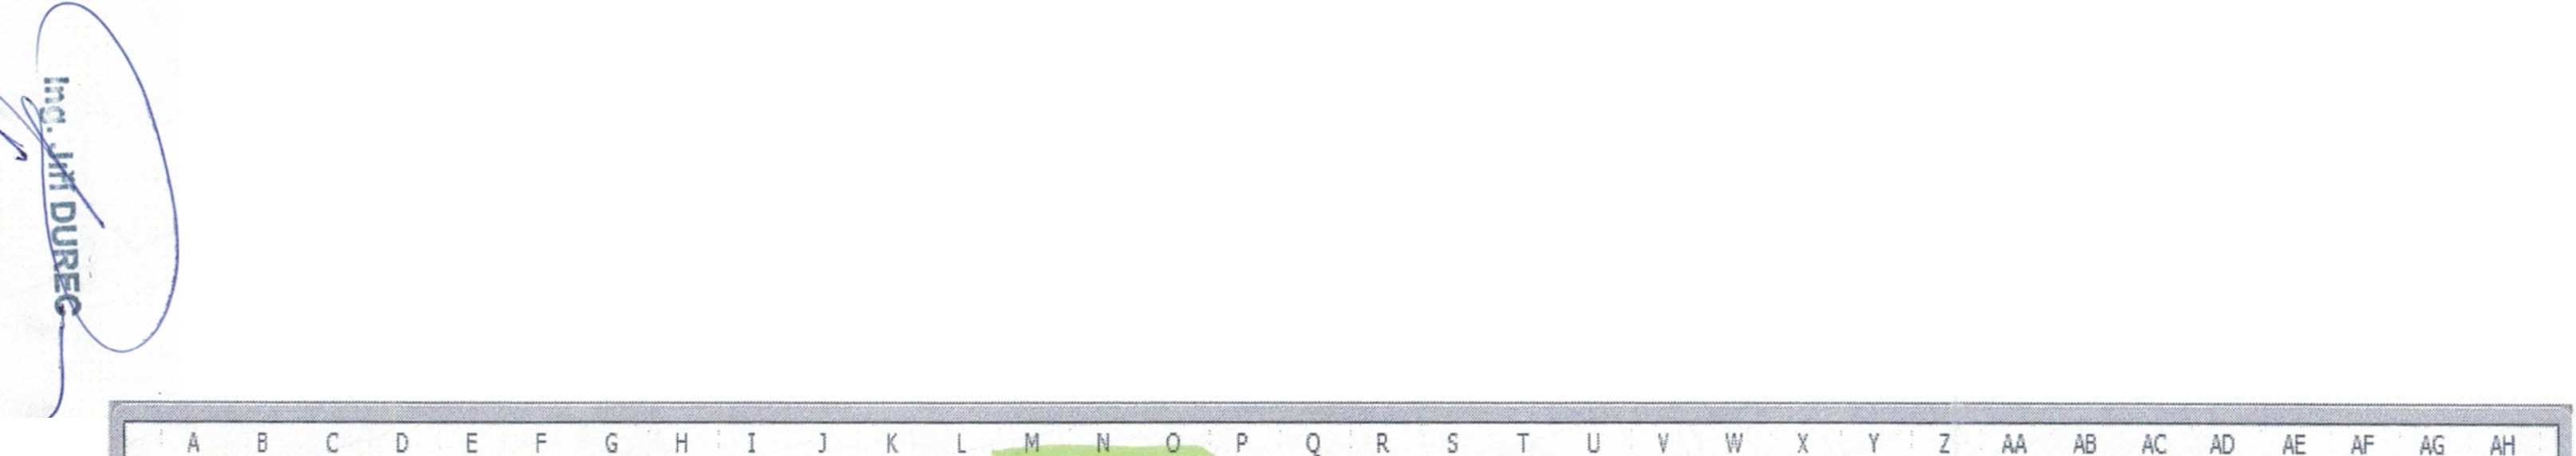 Ing. Jiří DUREC
A B C D E F G H I J K L M N O P Q R S T U V W X Y Z AA AB AC AD AE AF AG AH